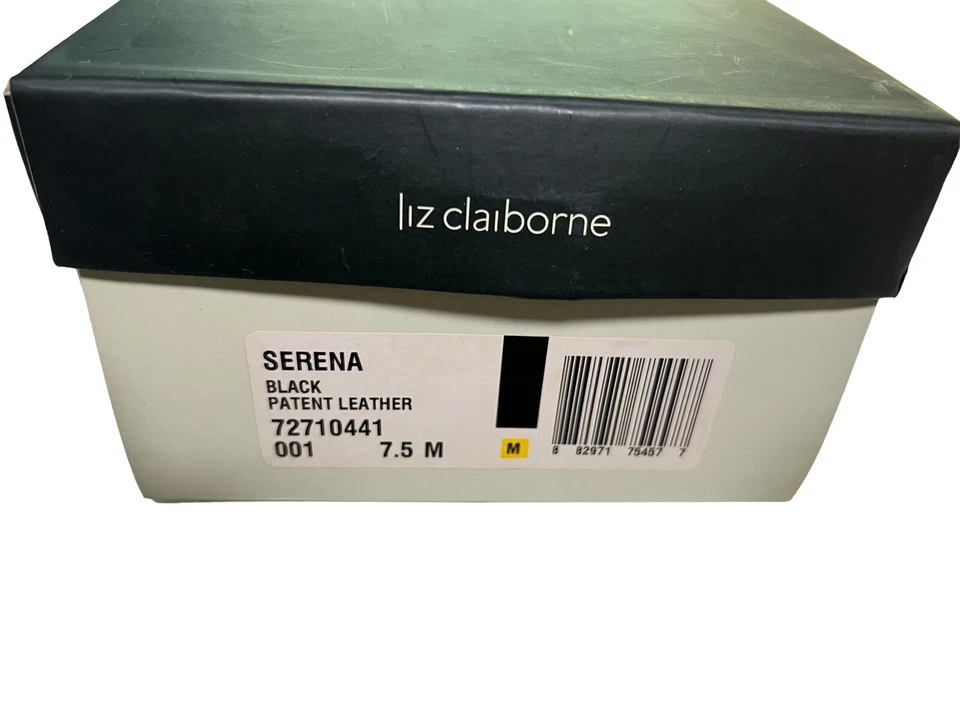 liz claiborne
SERENA
BLACK
PATENT LEATHER
72710441
001 7.5 M
M
8 82971 75457 7